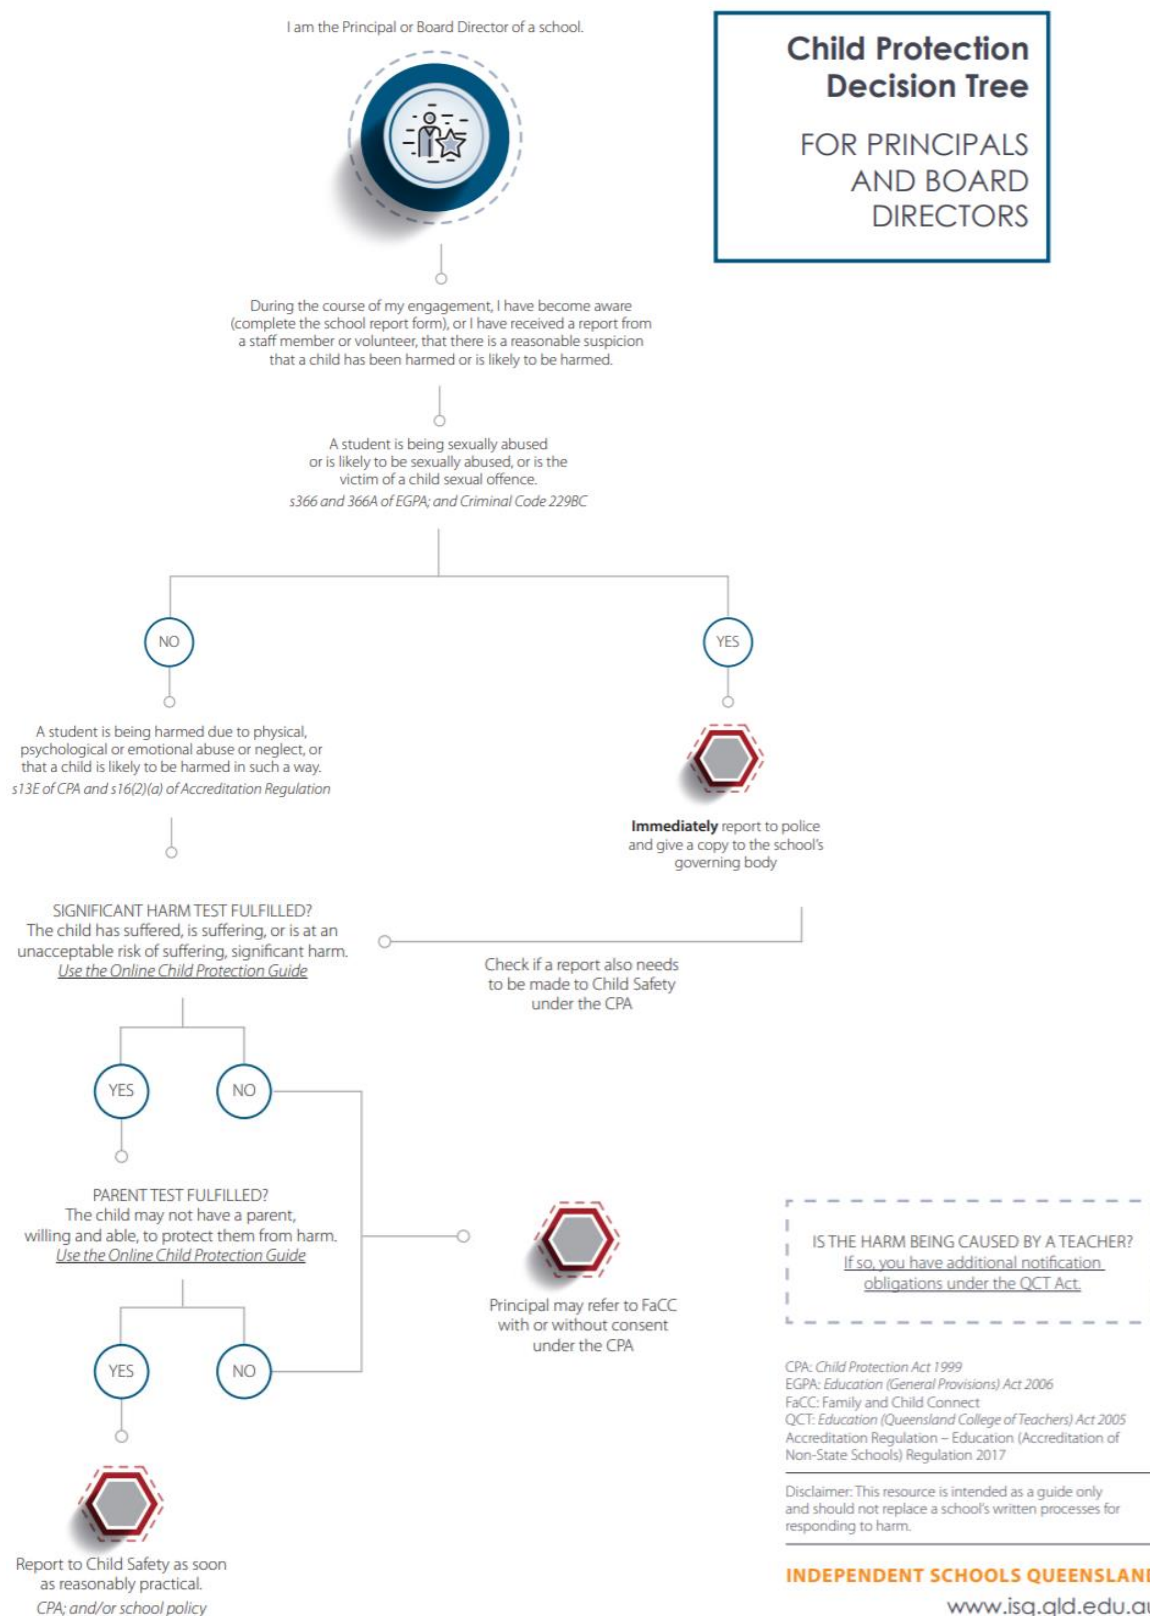 I am the Principal or Board Director of a school.
Child Protection
Decision Tree
FOR PRINCIPALS
AND BOARD
DIRECTORS
During the course of my engagement, I have become aware
(complete the school report form), or I have received a report from
a staff member or volunteer, that there is a reasonable suspicion
that a child has been harmed or is likely to be harmed.
A student is being sexually abused
or is likely to be sexually abused, or is the
victim of a child sexual offence.
s366 and 366A of EGPA; and Criminal Code 229BC
NO
YES
A student is being harmed due to physical,
psychological or emotional abuse or neglect, or
that a child is likely to be harmed in such a way.
s13E of CPA and s16(2)(a) of Accreditation Regulation
Immediately report to police
and give a copy to the school's
governing body
SIGNIFICANT HARM TEST FULFILLED?
The child has suffered, is suffering, or is at an
unacceptable risk of suffering, significant harm.
Use the Online Child Protection Guide
Check if a report also needs
to be made to Child Safety
under the CPA
YES
NO
PARENT TEST FULFILLED?
The child may not have a parent,
willing and able, to protect them from harm.
Use the Online Child Protection Guide
Principal may refer to FaCC
with or without consent
under the CPA
YES
NO
Report to Child Safety as soon
as reasonably practical.
CPA; and/or school policy
IS THE HARM BEING CAUSED BY A TEACHER?
If so, you have additional notification
obligations under the QCT Act.
CPA: Child Protection Act 1999
EGPA: Education (General Provisions) Act 2006
FaCC: Family and Child Connect
QCT: Education (Queensland College of Teachers) Act 2005
Accreditation Regulation – Education (Accreditation of
Non-State Schools) Regulation 2017
Disclaimer: This resource is intended as a guide only
and should not replace a school's written processes for
responding to harm.
INDEPENDENT SCHOOLS QUEENSLAND
www.isq.qld.edu.au